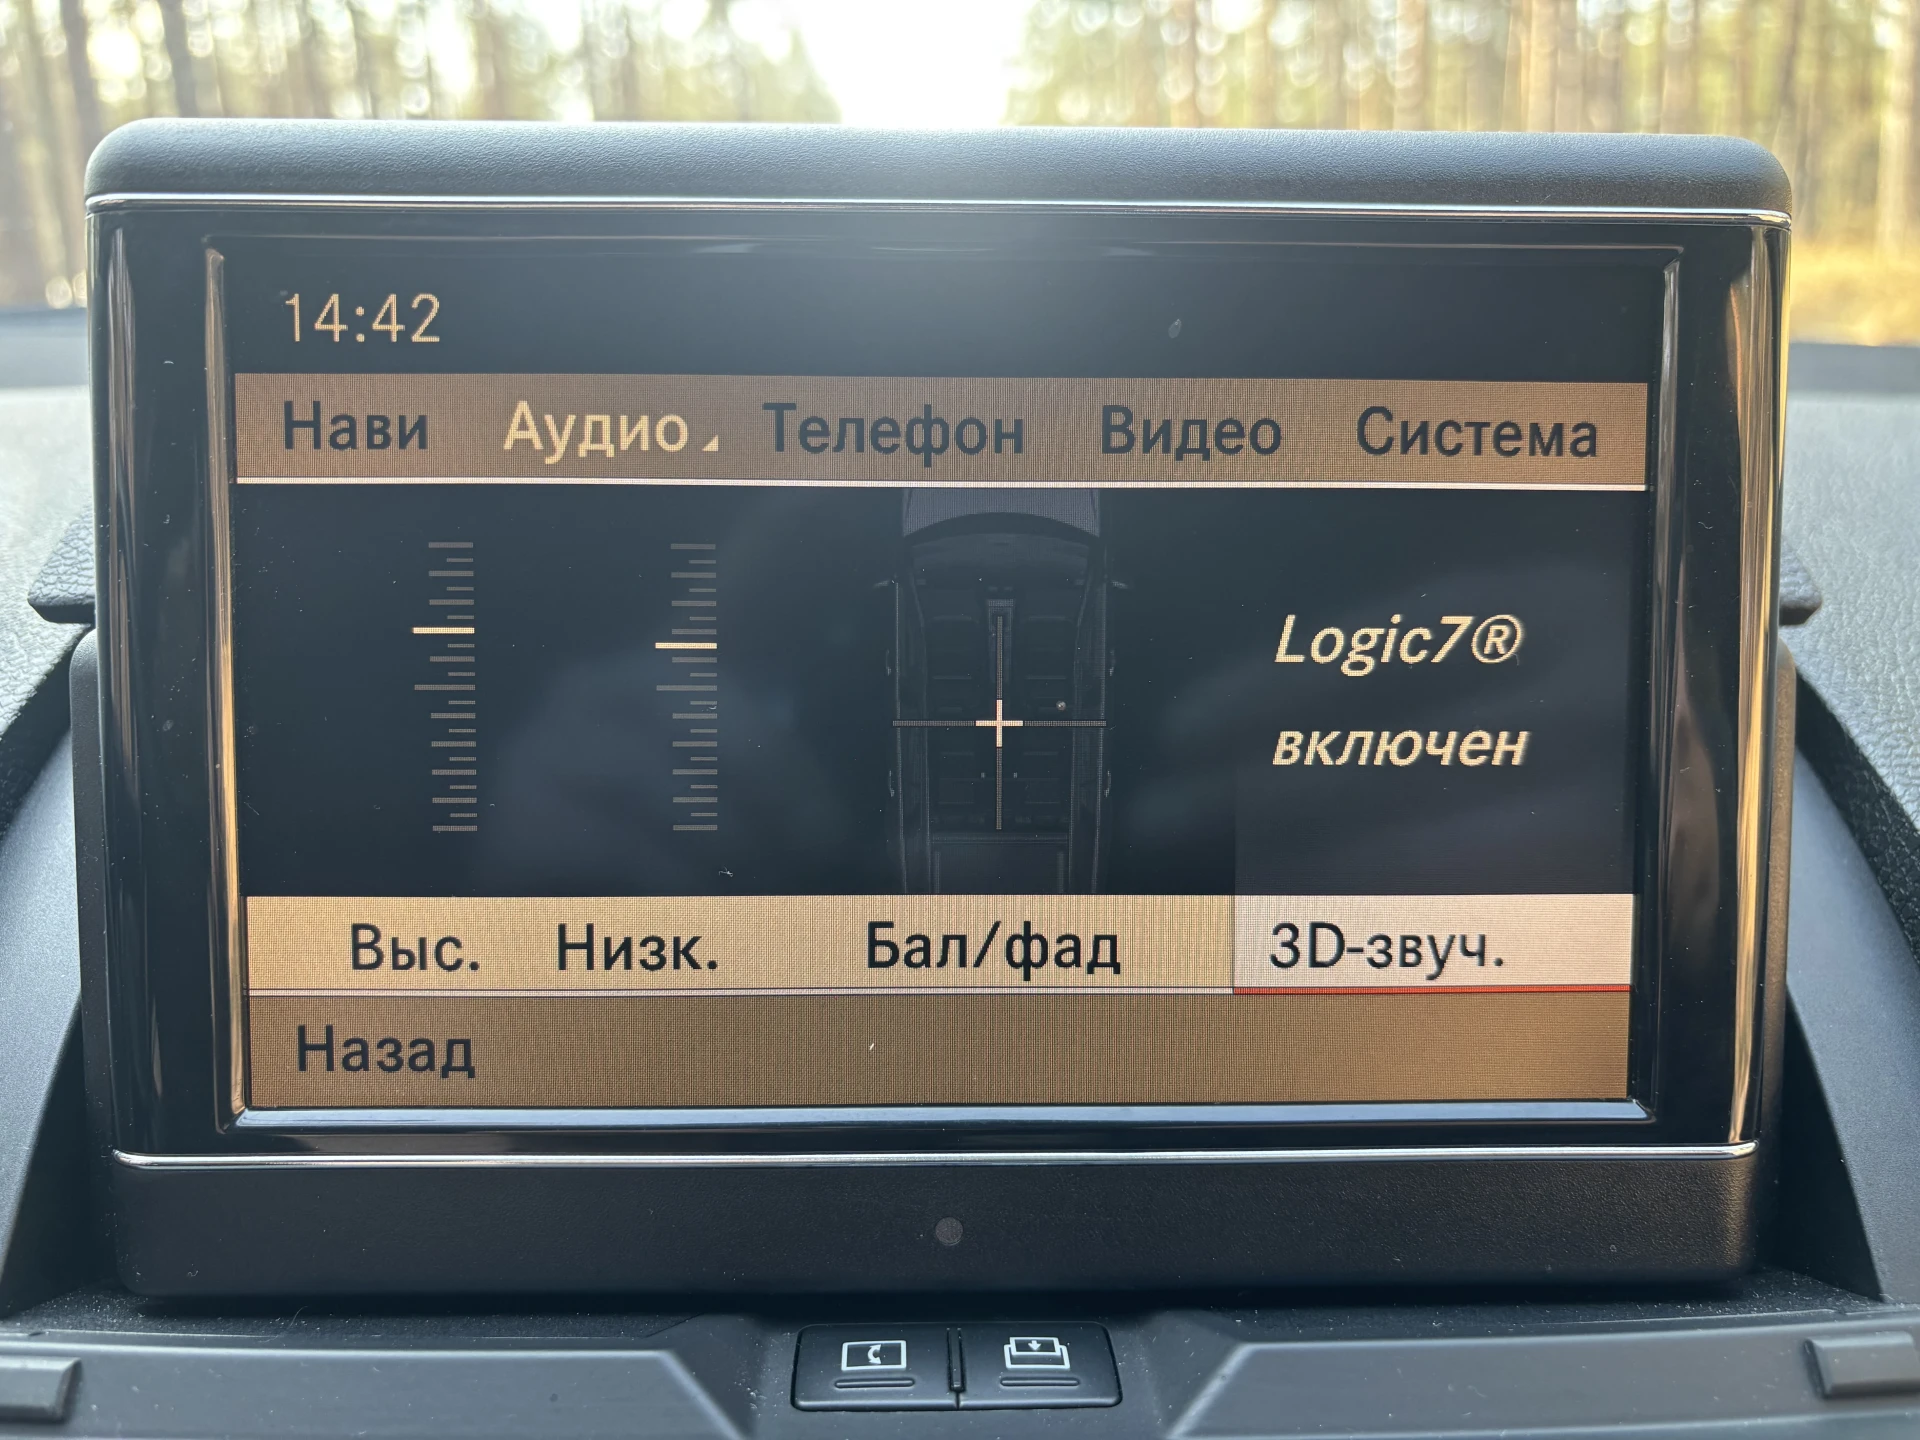 14:42
Нави Аудио Телефон Видео Система
Logic7®
включен
Выс. Низк. Бал/фад 3D-звуч.
Назад